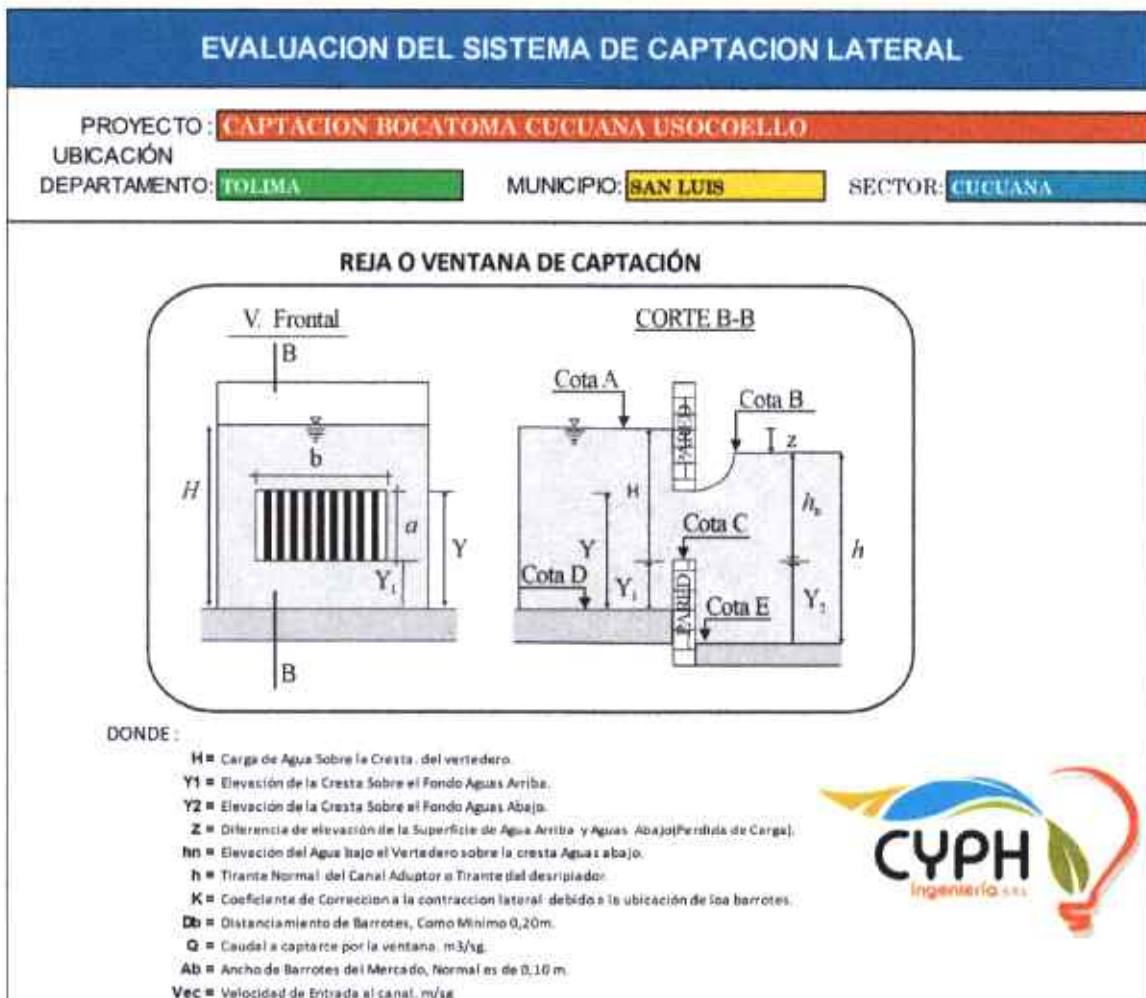 EVALUACION DEL SISTEMA DE CAPTACION LATERAL
PROYECTO : CAPTACION BOCATOMA CUCUANA USOCOELLO
UBICACIÓN
DEPARTAMENTO: TOLIMA MUNICIPIO: SAN LUIS SECTOR: CUCUANA
REJA O VENTANA DE CAPTACIÓN
V. Frontal
CORTE B-B
B
Cota A
Cota B
z
b
H
a
Y
Y₁
PARED
H
Y
Cota C
Cota D
Y₁
PARED
Cota E
hₙ
h
Y₂
B
DONDE :
H = Carga de Agua Sobre la Cresta. del vertedero.
Y1 = Elevación de la Cresta Sobre el Fondo Aguas Arriba.
Y2 = Elevación de la Cresta Sobre el Fondo Aguas Abajo.
Z = Diferencia de elevación de la Superficie de Agua Arriba y Aguas Abajo(Perdida de Carga).
hn = Elevación del Agua bajo el Vertedero sobre la cresta Aguas abajo.
h = Tirante Normal del Canal Aductor o Tirante del desripiador
K = Coeficiente de Correccion a la contraccion lateral debido a la ubicación de loa barrotes.
Db = Distanciamiento de Barrotes, Como Minimo 0,20m.
Q = Caudal a captarce por la ventana. m3/sg.
Ab = Ancho de Barrotes del Mercado, Normal es de 0,10 m.
Vec = Velocidad de Entrada al canal. m/sg
CYPH
Ingeniería S.A.S.